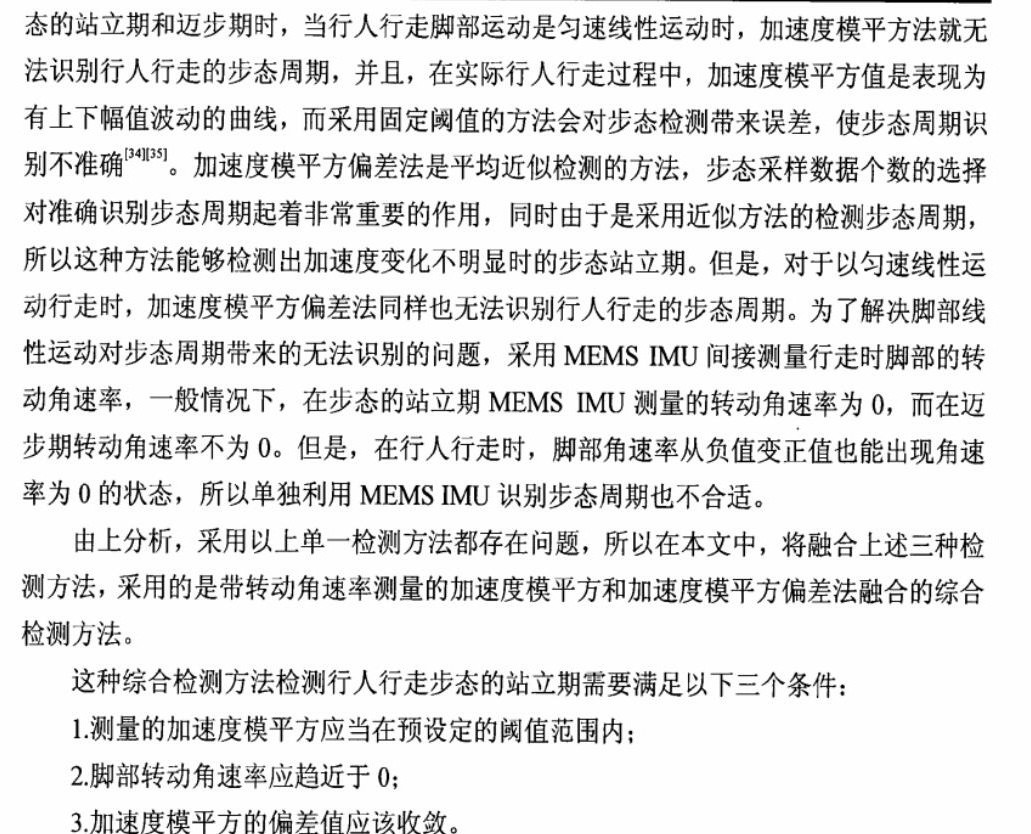 态的站立期和迈步期时，当行人行走脚部运动是匀速线性运动时，加速度模平方法就无
法识别行人行走的步态周期，并且，在实际行人行走过程中，加速度模平方值是表现为
有上下幅值波动的曲线，而采用固定阈值的方法会对步态检测带来误差，使步态周期识
别不准确[34][35]。加速度模平方偏差法是平均近似检测的方法，步态采样数据个数的选择
对准确识别步态周期起着非常重要的作用，同时由于是采用近似方法的检测步态周期，
所以这种方法能够检测出加速度变化不明显时的步态站立期。但是，对于以匀速线性运
动行走时，加速度模平方偏差法同样也无法识别行人行走的步态周期。为了解决脚部线
性运动对步态周期带来的无法识别的问题，采用 MEMS IMU 间接测量行走时脚部的转
动角速率，一般情况下，在步态的站立期 MEMS IMU 测量的转动角速率为 0，而在迈
步期转动角速率不为 0。但是，在行人行走时，脚部角速率从负值变正值也能出现角速
率为 0 的状态，所以单独利用 MEMS IMU 识别步态周期也不合适。
由上分析，采用以上单一检测方法都存在问题，所以在本文中，将融合上述三种检
测方法，采用的是带转动角速率测量的加速度模平方和加速度模平方偏差法融合的综合
检测方法。
这种综合检测方法检测行人行走步态的站立期需要满足以下三个条件：
1.测量的加速度模平方应当在预设定的阈值范围内；
2.脚部转动角速率应趋近于 0；
3.加速度模平方的偏差值应该收敛。